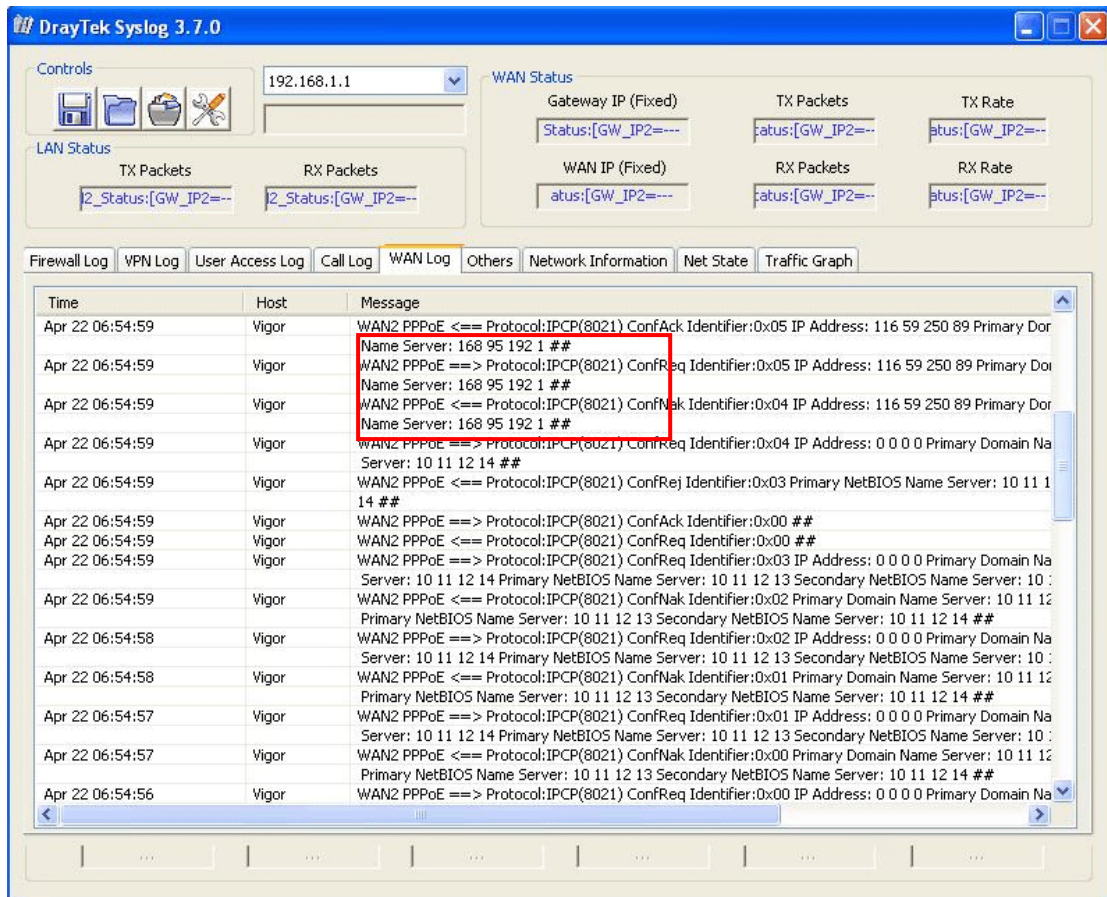 DrayTek Syslog 3.7.0
Controls
192.168.1.1
WAN Status
Gateway IP (Fixed) TX Packets TX Rate
Status:[GW_IP2=--- atus:[GW_IP2=-- atus:[GW_IP2=--
LAN Status
TX Packets RX Packets
WAN IP (Fixed) RX Packets RX Rate
2_Status:[GW_IP2=-- 2_Status:[GW_IP2=--
atus:[GW_IP2=--- atus:[GW_IP2=-- atus:[GW_IP2=--
Firewall Log VPN Log User Access Log Call Log WAN Log Others Network Information Net State Traffic Graph
Time Host Message
Apr 22 06:54:59 Vigor WAN2 PPPoE <== Protocol:IPCP(8021) ConfAck Identifier:0x05 IP Address: 116 59 250 89 Primary Dor
Name Server: 168 95 192 1 ##
Apr 22 06:54:59 Vigor WAN2 PPPoE ==> Protocol:IPCP(8021) ConfReq Identifier:0x05 IP Address: 116 59 250 89 Primary Do
Name Server: 168 95 192 1 ##
Apr 22 06:54:59 Vigor WAN2 PPPoE <== Protocol:IPCP(8021) ConfNak Identifier:0x04 IP Address: 116 59 250 89 Primary Dor
Name Server: 168 95 192 1 ##
Apr 22 06:54:59 Vigor WAN2 PPPoE ==> Protocol:IPCP(8021) ConfReq Identifier:0x04 IP Address: 0 0 0 0 Primary Domain Na
Server: 10 11 12 14 ##
Apr 22 06:54:59 Vigor WAN2 PPPoE <== Protocol:IPCP(8021) ConfRej Identifier:0x03 Primary NetBIOS Name Server: 10 11 1
14 ##
Apr 22 06:54:59 Vigor WAN2 PPPoE ==> Protocol:IPCP(8021) ConfAck Identifier:0x00 ##
Apr 22 06:54:59 Vigor WAN2 PPPoE <== Protocol:IPCP(8021) ConfReq Identifier:0x00 ##
Apr 22 06:54:59 Vigor WAN2 PPPoE ==> Protocol:IPCP(8021) ConfReq Identifier:0x03 IP Address: 0 0 0 0 Primary Domain Na
Server: 10 11 12 14 Primary NetBIOS Name Server: 10 11 12 13 Secondary NetBIOS Name Server: 10
Apr 22 06:54:59 Vigor WAN2 PPPoE <== Protocol:IPCP(8021) ConfNak Identifier:0x02 Primary Domain Name Server: 10 11 12
Primary NetBIOS Name Server: 10 11 12 13 Secondary NetBIOS Name Server: 10 11 12 14 ##
Apr 22 06:54:58 Vigor WAN2 PPPoE ==> Protocol:IPCP(8021) ConfReq Identifier:0x02 IP Address: 0 0 0 0 Primary Domain Na
Server: 10 11 12 14 Primary NetBIOS Name Server: 10 11 12 13 Secondary NetBIOS Name Server: 10
Apr 22 06:54:58 Vigor WAN2 PPPoE <== Protocol:IPCP(8021) ConfNak Identifier:0x01 Primary Domain Name Server: 10 11 12
Primary NetBIOS Name Server: 10 11 12 13 Secondary NetBIOS Name Server: 10 11 12 14 ##
Apr 22 06:54:57 Vigor WAN2 PPPoE ==> Protocol:IPCP(8021) ConfReq Identifier:0x01 IP Address: 0 0 0 0 Primary Domain Na
Server: 10 11 12 14 Primary NetBIOS Name Server: 10 11 12 13 Secondary NetBIOS Name Server: 10
Apr 22 06:54:57 Vigor WAN2 PPPoE <== Protocol:IPCP(8021) ConfNak Identifier:0x00 Primary Domain Name Server: 10 11 12
Primary NetBIOS Name Server: 10 11 12 13 Secondary NetBIOS Name Server: 10 11 12 14 ##
Apr 22 06:54:56 Vigor WAN2 PPPoE ==> Protocol:IPCP(8021) ConfReq Identifier:0x00 IP Address: 0 0 0 0 Primary Domain Na
... ... ... ... ... ...